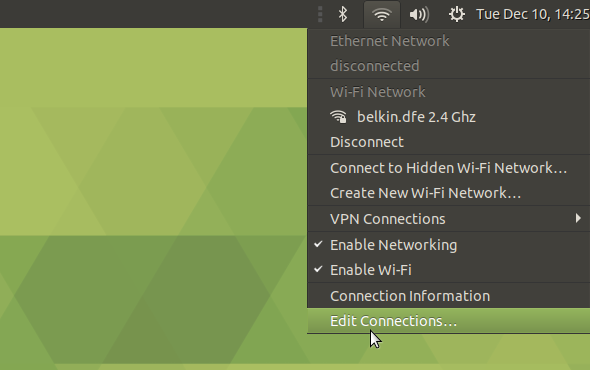 Tue Dec 10, 14:25
Ethernet Network
disconnected
Wi-Fi Network
belkin.dfe 2.4 Ghz
Disconnect
Connect to Hidden Wi-Fi Network…
Create New Wi-Fi Network…
VPN Connections
Enable Networking
Enable Wi-Fi
Connection Information
Edit Connections…